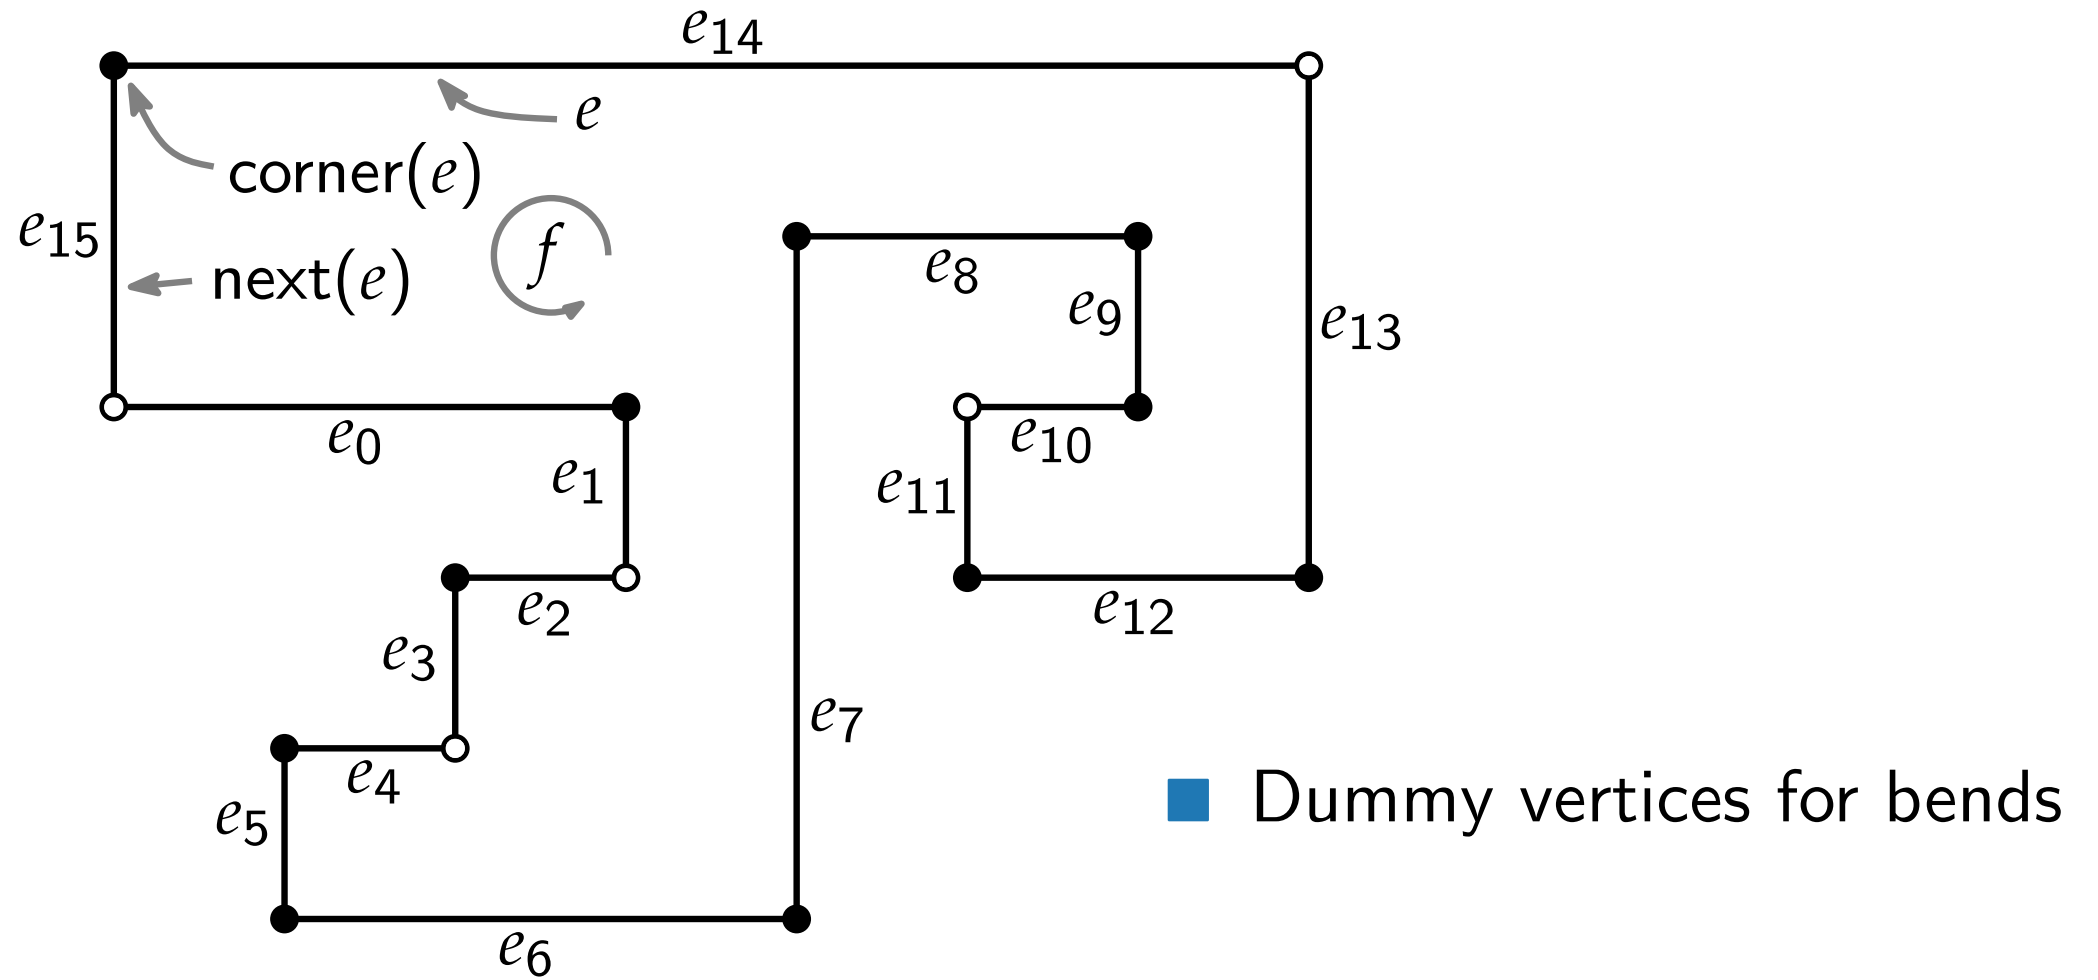 e14
e
corner(e)
e15
f
next(e)
e8
e9
e13
e0
e10
e1
e11
e2
e12
e3
e7
e4
e5
Dummy vertices for bends
e6